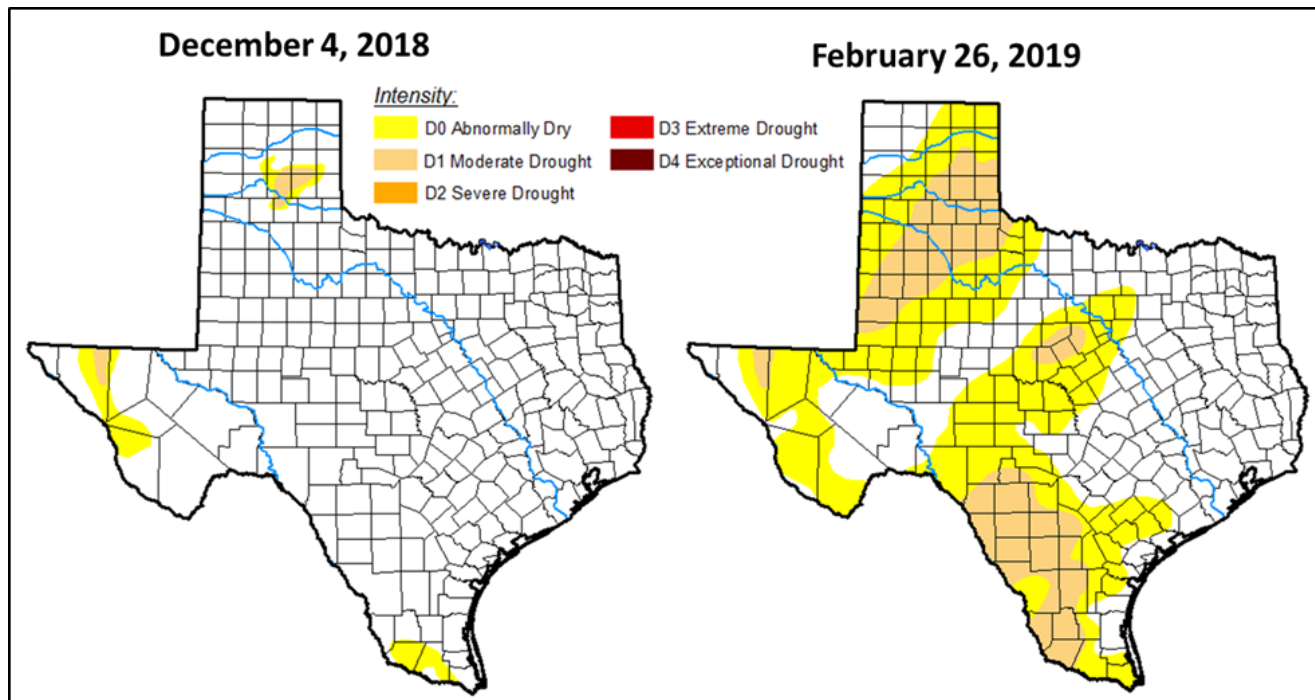 December 4, 2018
February 26, 2019
Intensity:
D0 Abnormally Dry
D1 Moderate Drought
D2 Severe Drought
D3 Extreme Drought
D4 Exceptional Drought